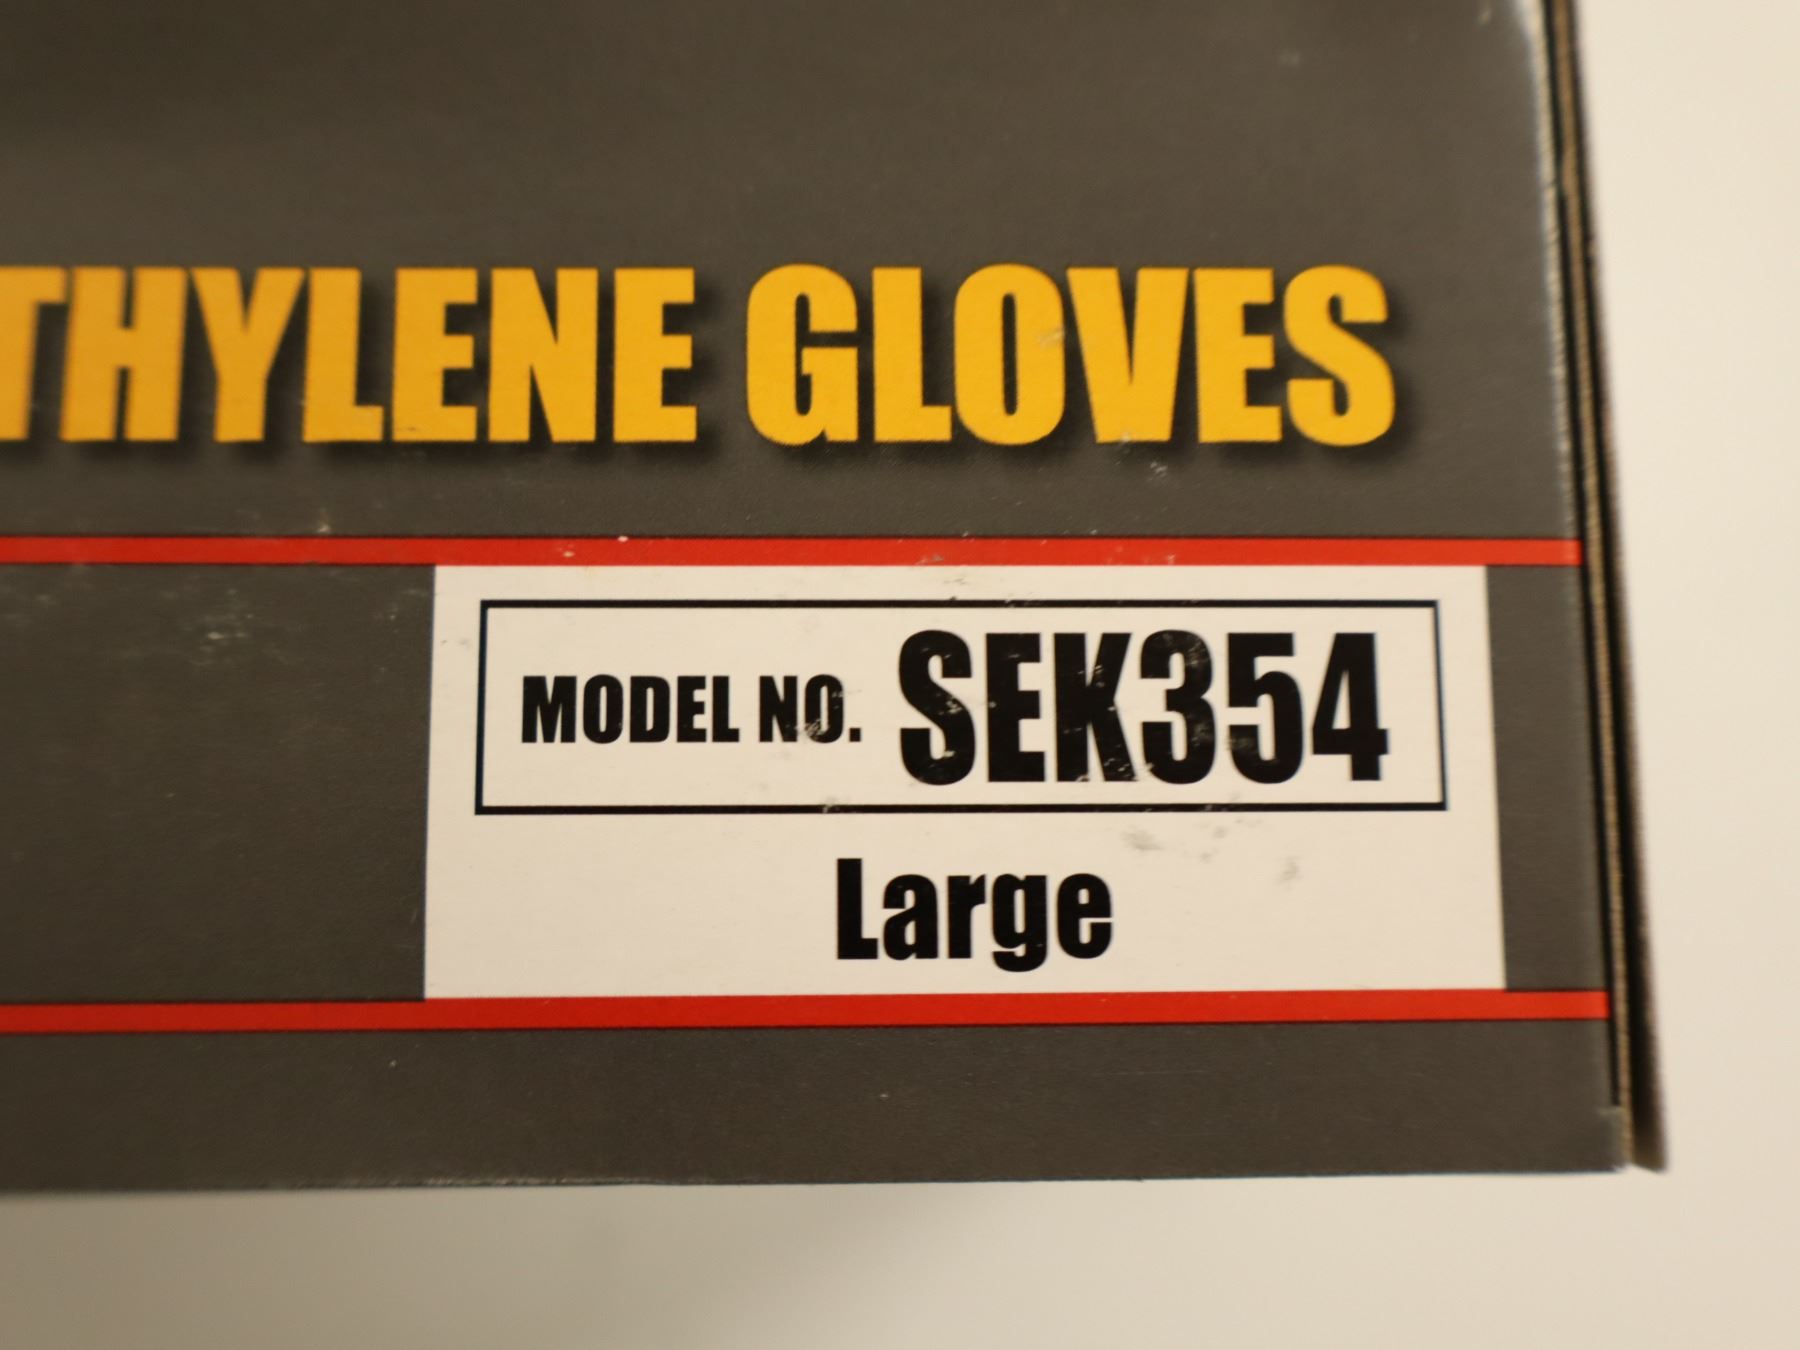 THYLENE GLOVES
MODEL NO. SEK354
Large